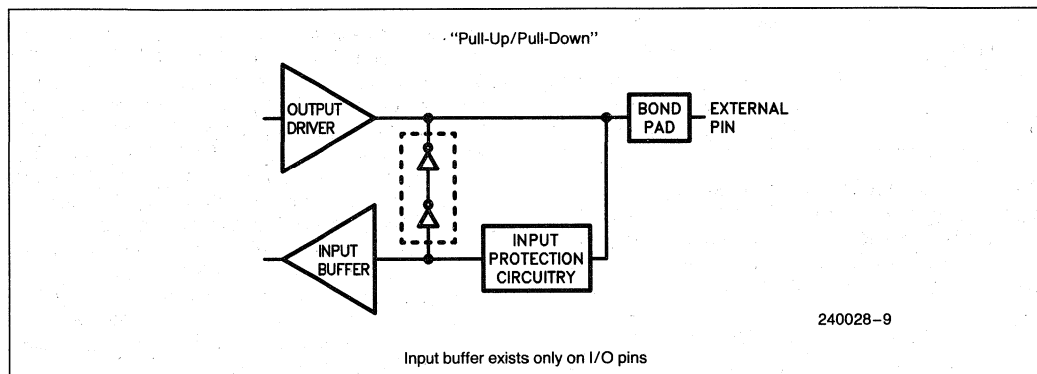 "Pull-Up/Pull-Down"
OUTPUT
DRIVER
BOND
PAD
EXTERNAL
PIN
INPUT
BUFFER
INPUT
PROTECTION
CIRCUITRY
240028–9
Input buffer exists only on I/O pins